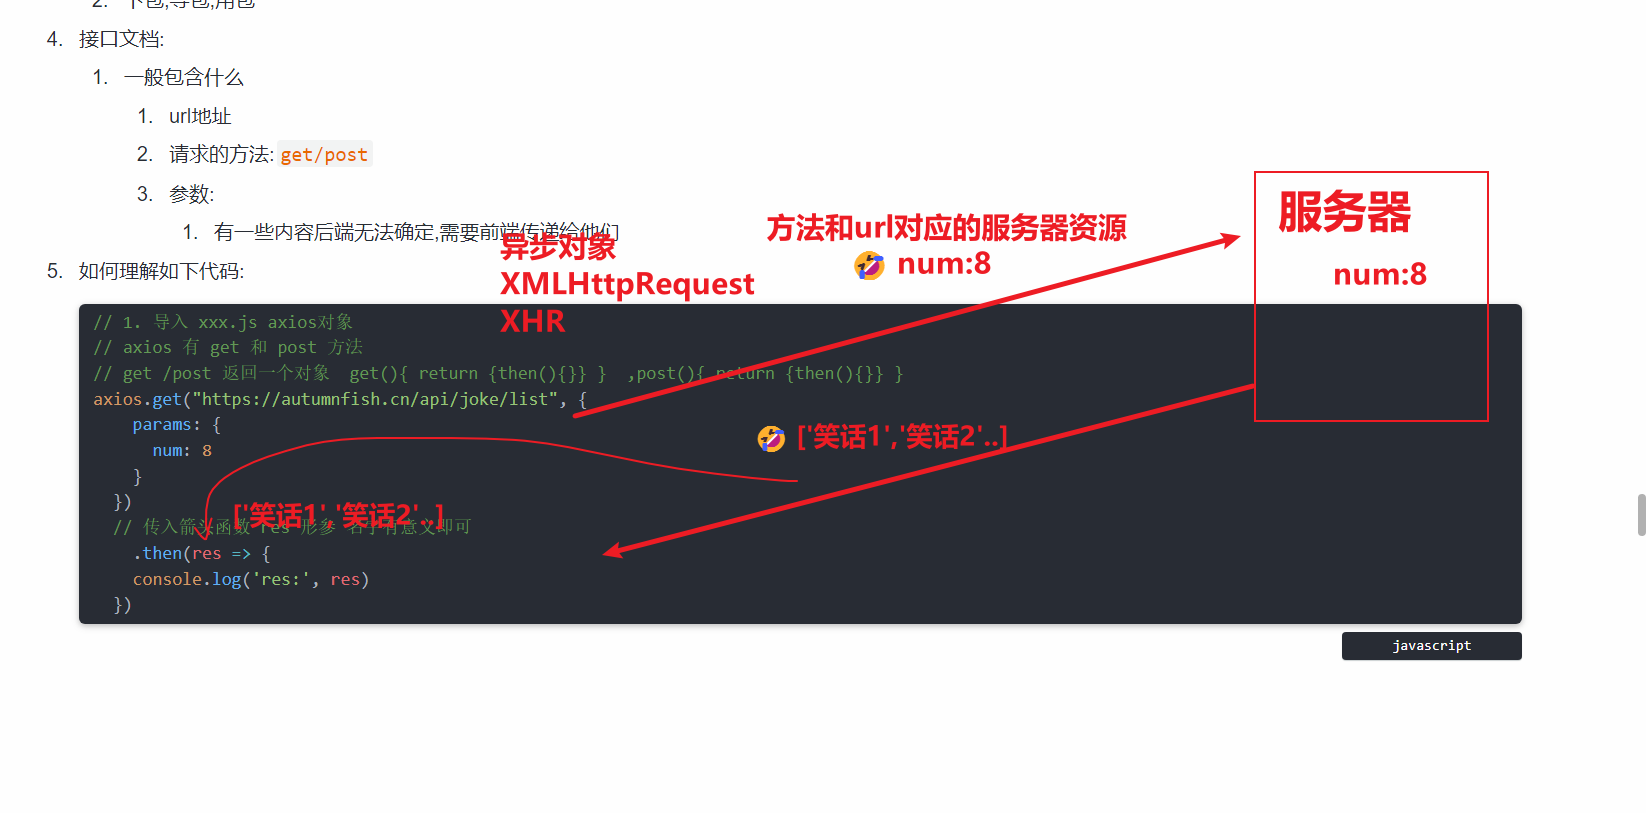 2. 下包,导包,用包
4. 接口文档:
1. 一般包含什么
1. url地址
2. 请求的方法: get/post
3. 参数:
1. 有一些内容后端无法确定,需要前端传递给他们
5. 如何理解如下代码:
异步对象
XMLHttpRequest
XHR
方法和url对应的服务器资源
num:8
服务器
num:8
// 1. 导入 xxx.js axios对象
// axios 有 get 和 post 方法
// get /post 返回一个对象  get(){ return {then(){}} }  ,post(){ return {then(){}} }
axios.get("https://autumnfish.cn/api/joke/list", {
params: {
num: 8
}
})
['笑话1','笑话2'..]
['笑话1', '笑话2'..]
// 传入箭头函数 res 形参 名字有意义即可
.then(res => {
console.log('res:', res)
})
javascript